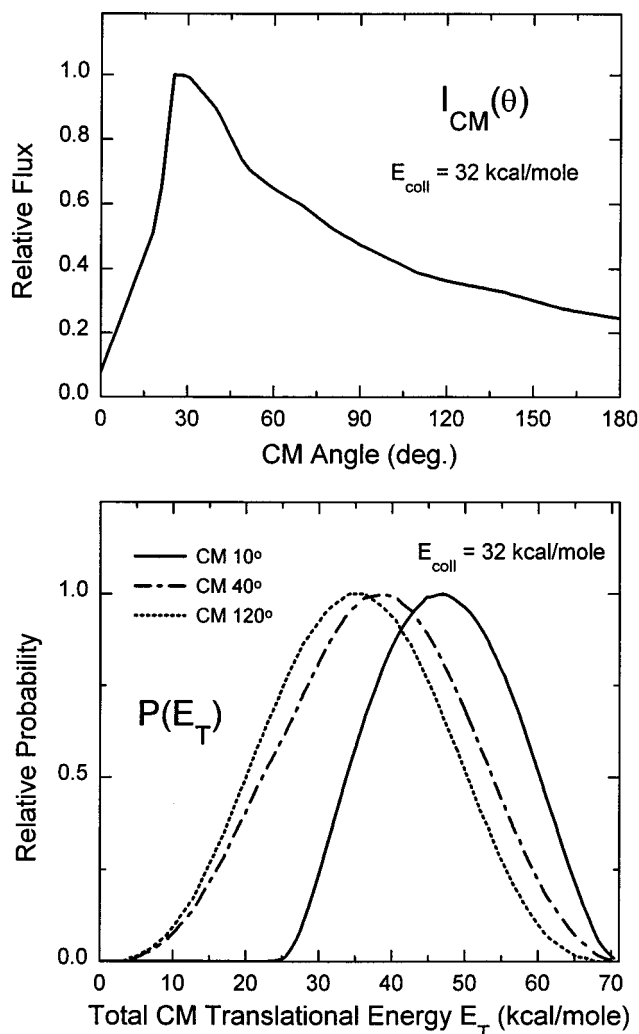 I_CM(θ)
E_coll = 32 kcal/mole
Relative Flux
1.0
0.8
0.6
0.4
0.2
0.0
0 30 60 90 120 150 180
CM Angle (deg.)
CM 10°
CM 40°
CM 120°
E_coll = 32 kcal/mole
P(E_T)
Relative Probability
1.0
0.5
0.0
0 10 20 30 40 50 60 70
Total CM Translational Energy E_T (kcal/mole)